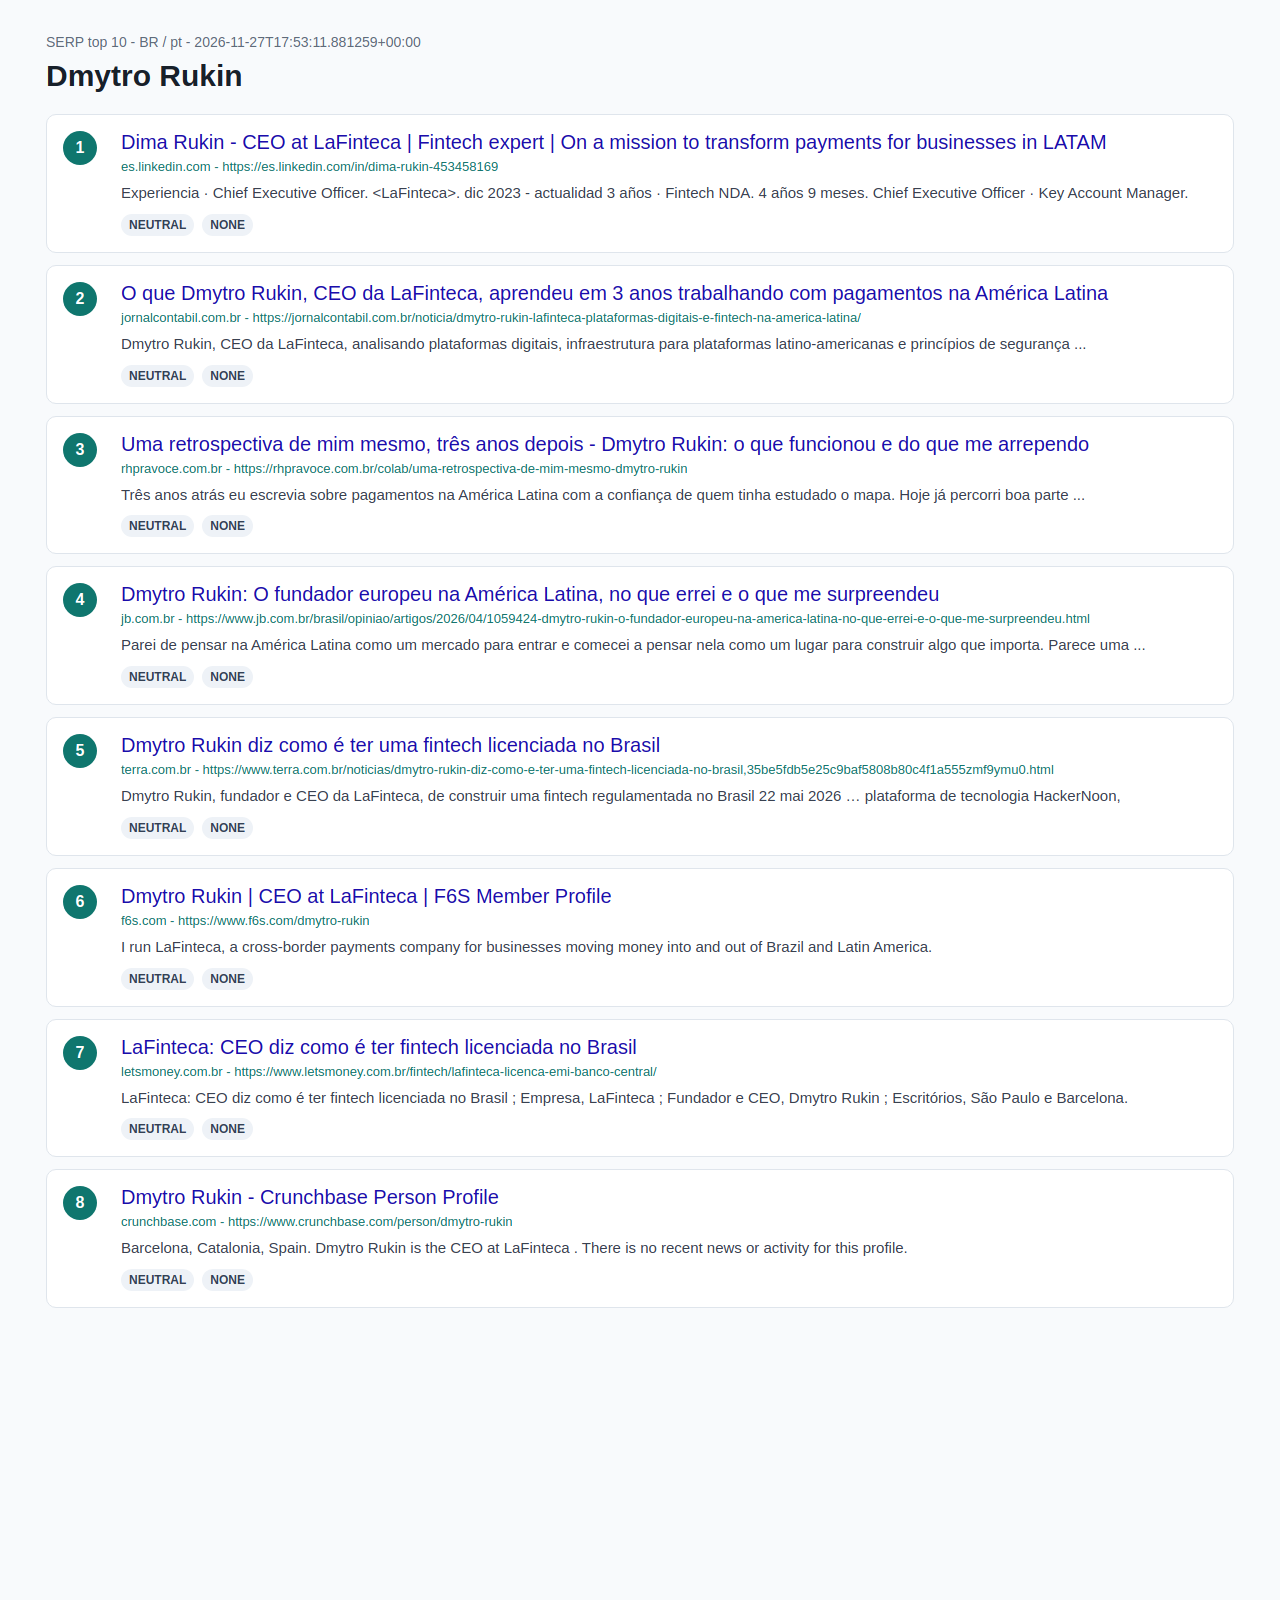 SERP top 10 - BR / pt - 2026-11-27T17:53:11.881259+00:00
Dmytro Rukin
1
Dima Rukin - CEO at LaFinteca | Fintech expert | On a mission to transform payments for businesses in LATAM
es.linkedin.com - https://es.linkedin.com/in/dima-rukin-453458169
Experiencia · Chief Executive Officer. <LaFinteca>. dic 2023 - actualidad 3 años · Fintech NDA. 4 años 9 meses. Chief Executive Officer · Key Account Manager.
NEUTRAL NONE
2
O que Dmytro Rukin, CEO da LaFinteca, aprendeu em 3 anos trabalhando com pagamentos na América Latina
jornalcontabil.com.br - https://jornalcontabil.com.br/noticia/dmytro-rukin-lafinteca-plataformas-digitais-e-fintech-na-america-latina/
Dmytro Rukin, CEO da LaFinteca, analisando plataformas digitais, infraestrutura para plataformas latino-americanas e princípios de segurança ...
NEUTRAL NONE
3
Uma retrospectiva de mim mesmo, três anos depois - Dmytro Rukin: o que funcionou e do que me arrependo
rhpravoce.com.br - https://rhpravoce.com.br/colab/uma-retrospectiva-de-mim-mesmo-dmytro-rukin
Três anos atrás eu escrevia sobre pagamentos na América Latina com a confiança de quem tinha estudado o mapa. Hoje já percorri boa parte ...
NEUTRAL NONE
4
Dmytro Rukin: O fundador europeu na América Latina, no que errei e o que me surpreendeu
jb.com.br - https://www.jb.com.br/brasil/opiniao/artigos/2026/04/1059424-dmytro-rukin-o-fundador-europeu-na-america-latina-no-que-errei-e-o-que-me-surpreendeu.html
Parei de pensar na América Latina como um mercado para entrar e comecei a pensar nela como um lugar para construir algo que importa. Parece uma ...
NEUTRAL NONE
5
Dmytro Rukin diz como é ter uma fintech licenciada no Brasil
terra.com.br - https://www.terra.com.br/noticias/dmytro-rukin-diz-como-e-ter-uma-fintech-licenciada-no-brasil,35be5fdb5e25c9baf5808b80c4f1a555zmf9ymu0.html
Dmytro Rukin, fundador e CEO da LaFinteca, de construir uma fintech regulamentada no Brasil 22 mai 2026 … plataforma de tecnologia HackerNoon,
NEUTRAL NONE
6
Dmytro Rukin | CEO at LaFinteca | F6S Member Profile
f6s.com - https://www.f6s.com/dmytro-rukin
I run LaFinteca, a cross-border payments company for businesses moving money into and out of Brazil and Latin America.
NEUTRAL NONE
7
LaFinteca: CEO diz como é ter fintech licenciada no Brasil
letsmoney.com.br - https://www.letsmoney.com.br/fintech/lafinteca-licenca-emi-banco-central/
LaFinteca: CEO diz como é ter fintech licenciada no Brasil ; Empresa, LaFinteca ; Fundador e CEO, Dmytro Rukin ; Escritórios, São Paulo e Barcelona.
NEUTRAL NONE
8
Dmytro Rukin - Crunchbase Person Profile
crunchbase.com - https://www.crunchbase.com/person/dmytro-rukin
Barcelona, Catalonia, Spain. Dmytro Rukin is the CEO at LaFinteca . There is no recent news or activity for this profile.
NEUTRAL NONE